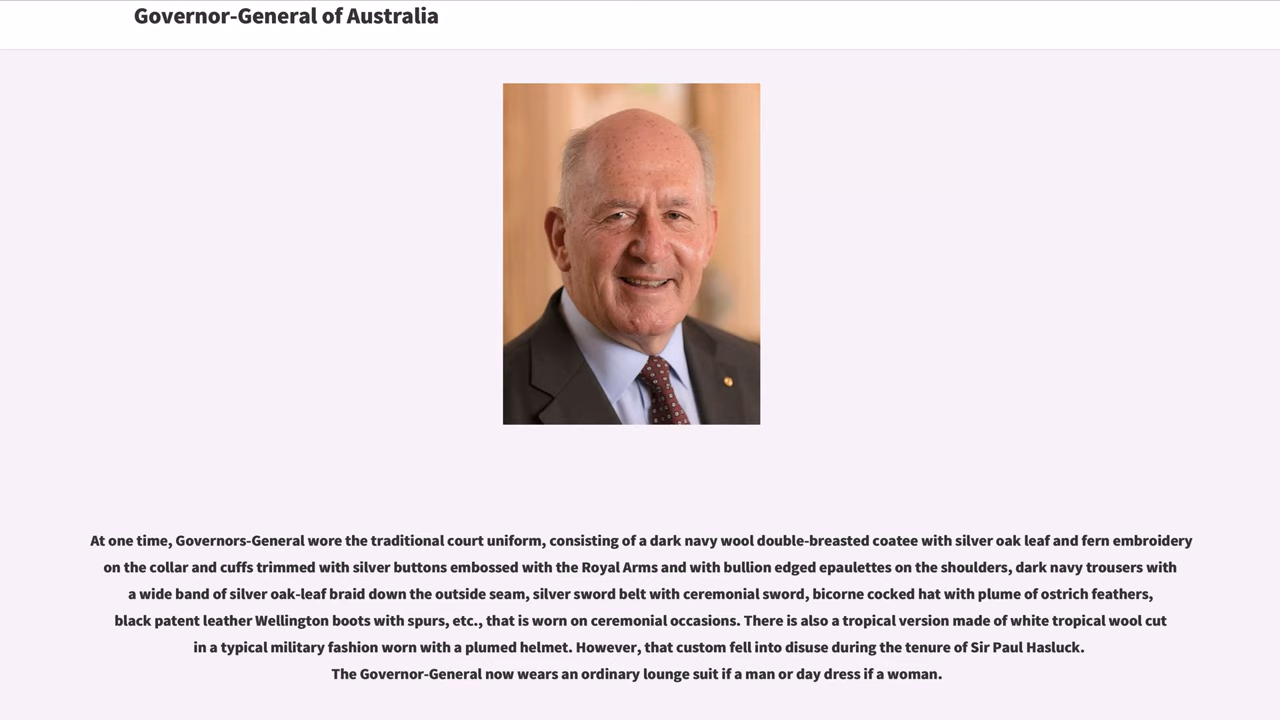 Governor-General of Australia
At one time, Governors-General wore the traditional court uniform, consisting of a dark navy wool double-breasted coatee with silver oak leaf and fern embroidery
on the collar and cuffs trimmed with silver buttons embossed with the Royal Arms and with bullion edged epaulettes on the shoulders, dark navy trousers with
a wide band of silver oak-leaf braid down the outside seam, silver sword belt with ceremonial sword, bicorne cocked hat with plume of ostrich feathers,
black patent leather Wellington boots with spurs, etc., that is worn on ceremonial occasions. There is also a tropical version made of white tropical wool cut
in a typical military fashion worn with a plumed helmet. However, that custom fell into disuse during the tenure of Sir Paul Hasluck.
The Governor-General now wears an ordinary lounge suit if a man or day dress if a woman.